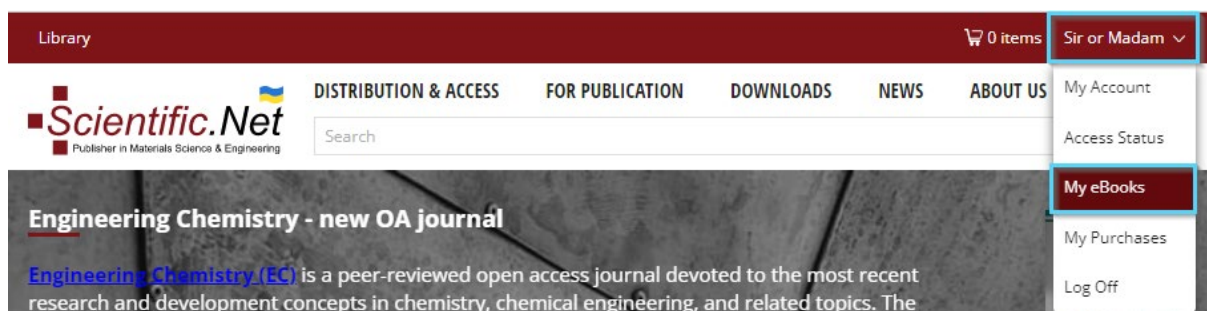 Library
0 items
Sir or Madam
Scientific.Net
Publisher in Materials Science & Engineering
DISTRIBUTION & ACCESS FOR PUBLICATION DOWNLOADS NEWS ABOUT US
Search
My Account
Access Status
My eBooks
My Purchases
Log Off
Engineering Chemistry - new OA journal
Engineering Chemistry (EC) is a peer-reviewed open access journal devoted to the most recent
research and development concepts in chemistry, chemical engineering, and related topics. The